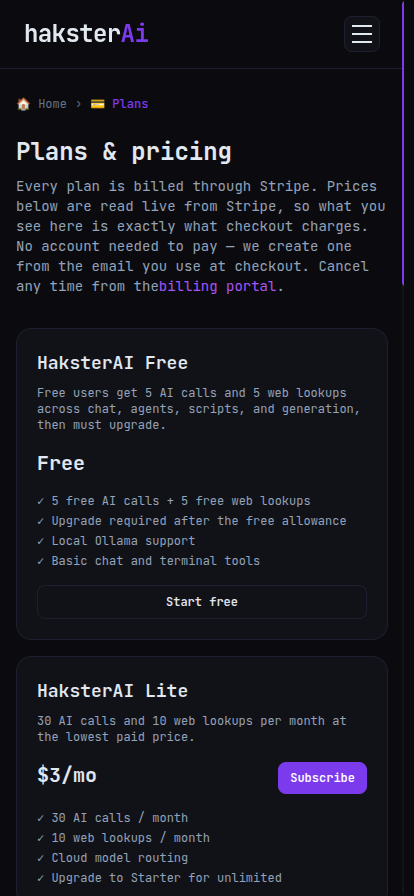 haksterAi
🏠 Home › 💳 Plans
Plans & pricing
Every plan is billed through Stripe. Prices
below are read live from Stripe, so what you
see here is exactly what checkout charges.
No account needed to pay — we create one
from the email you use at checkout. Cancel
any time from thebilling portal.
HaksterAI Free
Free users get 5 AI calls and 5 web lookups
across chat, agents, scripts, and generation,
then must upgrade.
Free
✓ 5 free AI calls + 5 free web lookups
✓ Upgrade required after the free allowance
✓ Local Ollama support
✓ Basic chat and terminal tools
Start free
HaksterAI Lite
30 AI calls and 10 web lookups per month at
the lowest paid price.
$3/mo Subscribe
✓ 30 AI calls / month
✓ 10 web lookups / month
✓ Cloud model routing
✓ Upgrade to Starter for unlimited